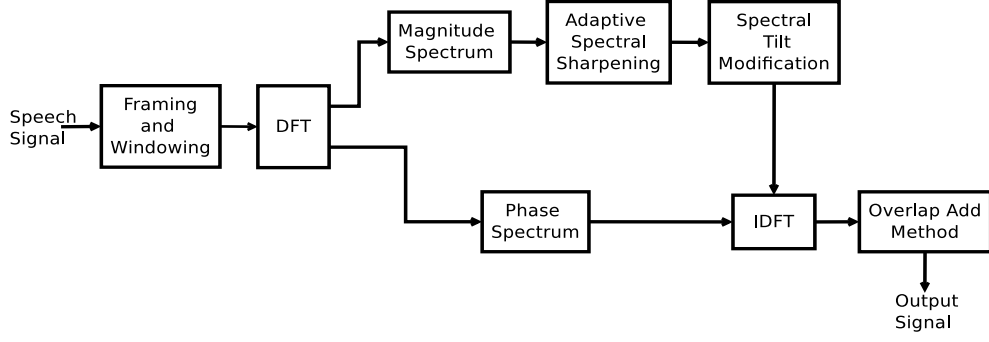 Speech
Signal
Framing
and
Windowing
DFT
Magnitude
Spectrum
Adaptive
Spectral
Sharpening
Spectral
Tilt
Modification
Phase
Spectrum
IDFT
Overlap Add
Method
Output
Signal